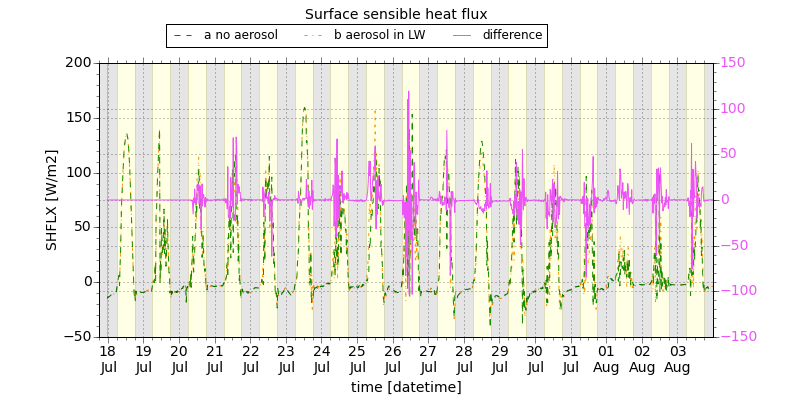 Surface sensible heat flux
a no aerosol b aerosol in LW difference
200 150 100 50 0 −50
SHFLX [W/m2]
150 100 50 0 −50 −100 −150
18 19 20 21 22 23 24 25 26 27 28 29 30 31 01 02 03
Jul Jul Jul Jul Jul Jul Jul Jul Jul Jul Jul Jul Jul Jul Aug Aug Aug
time [datetime]